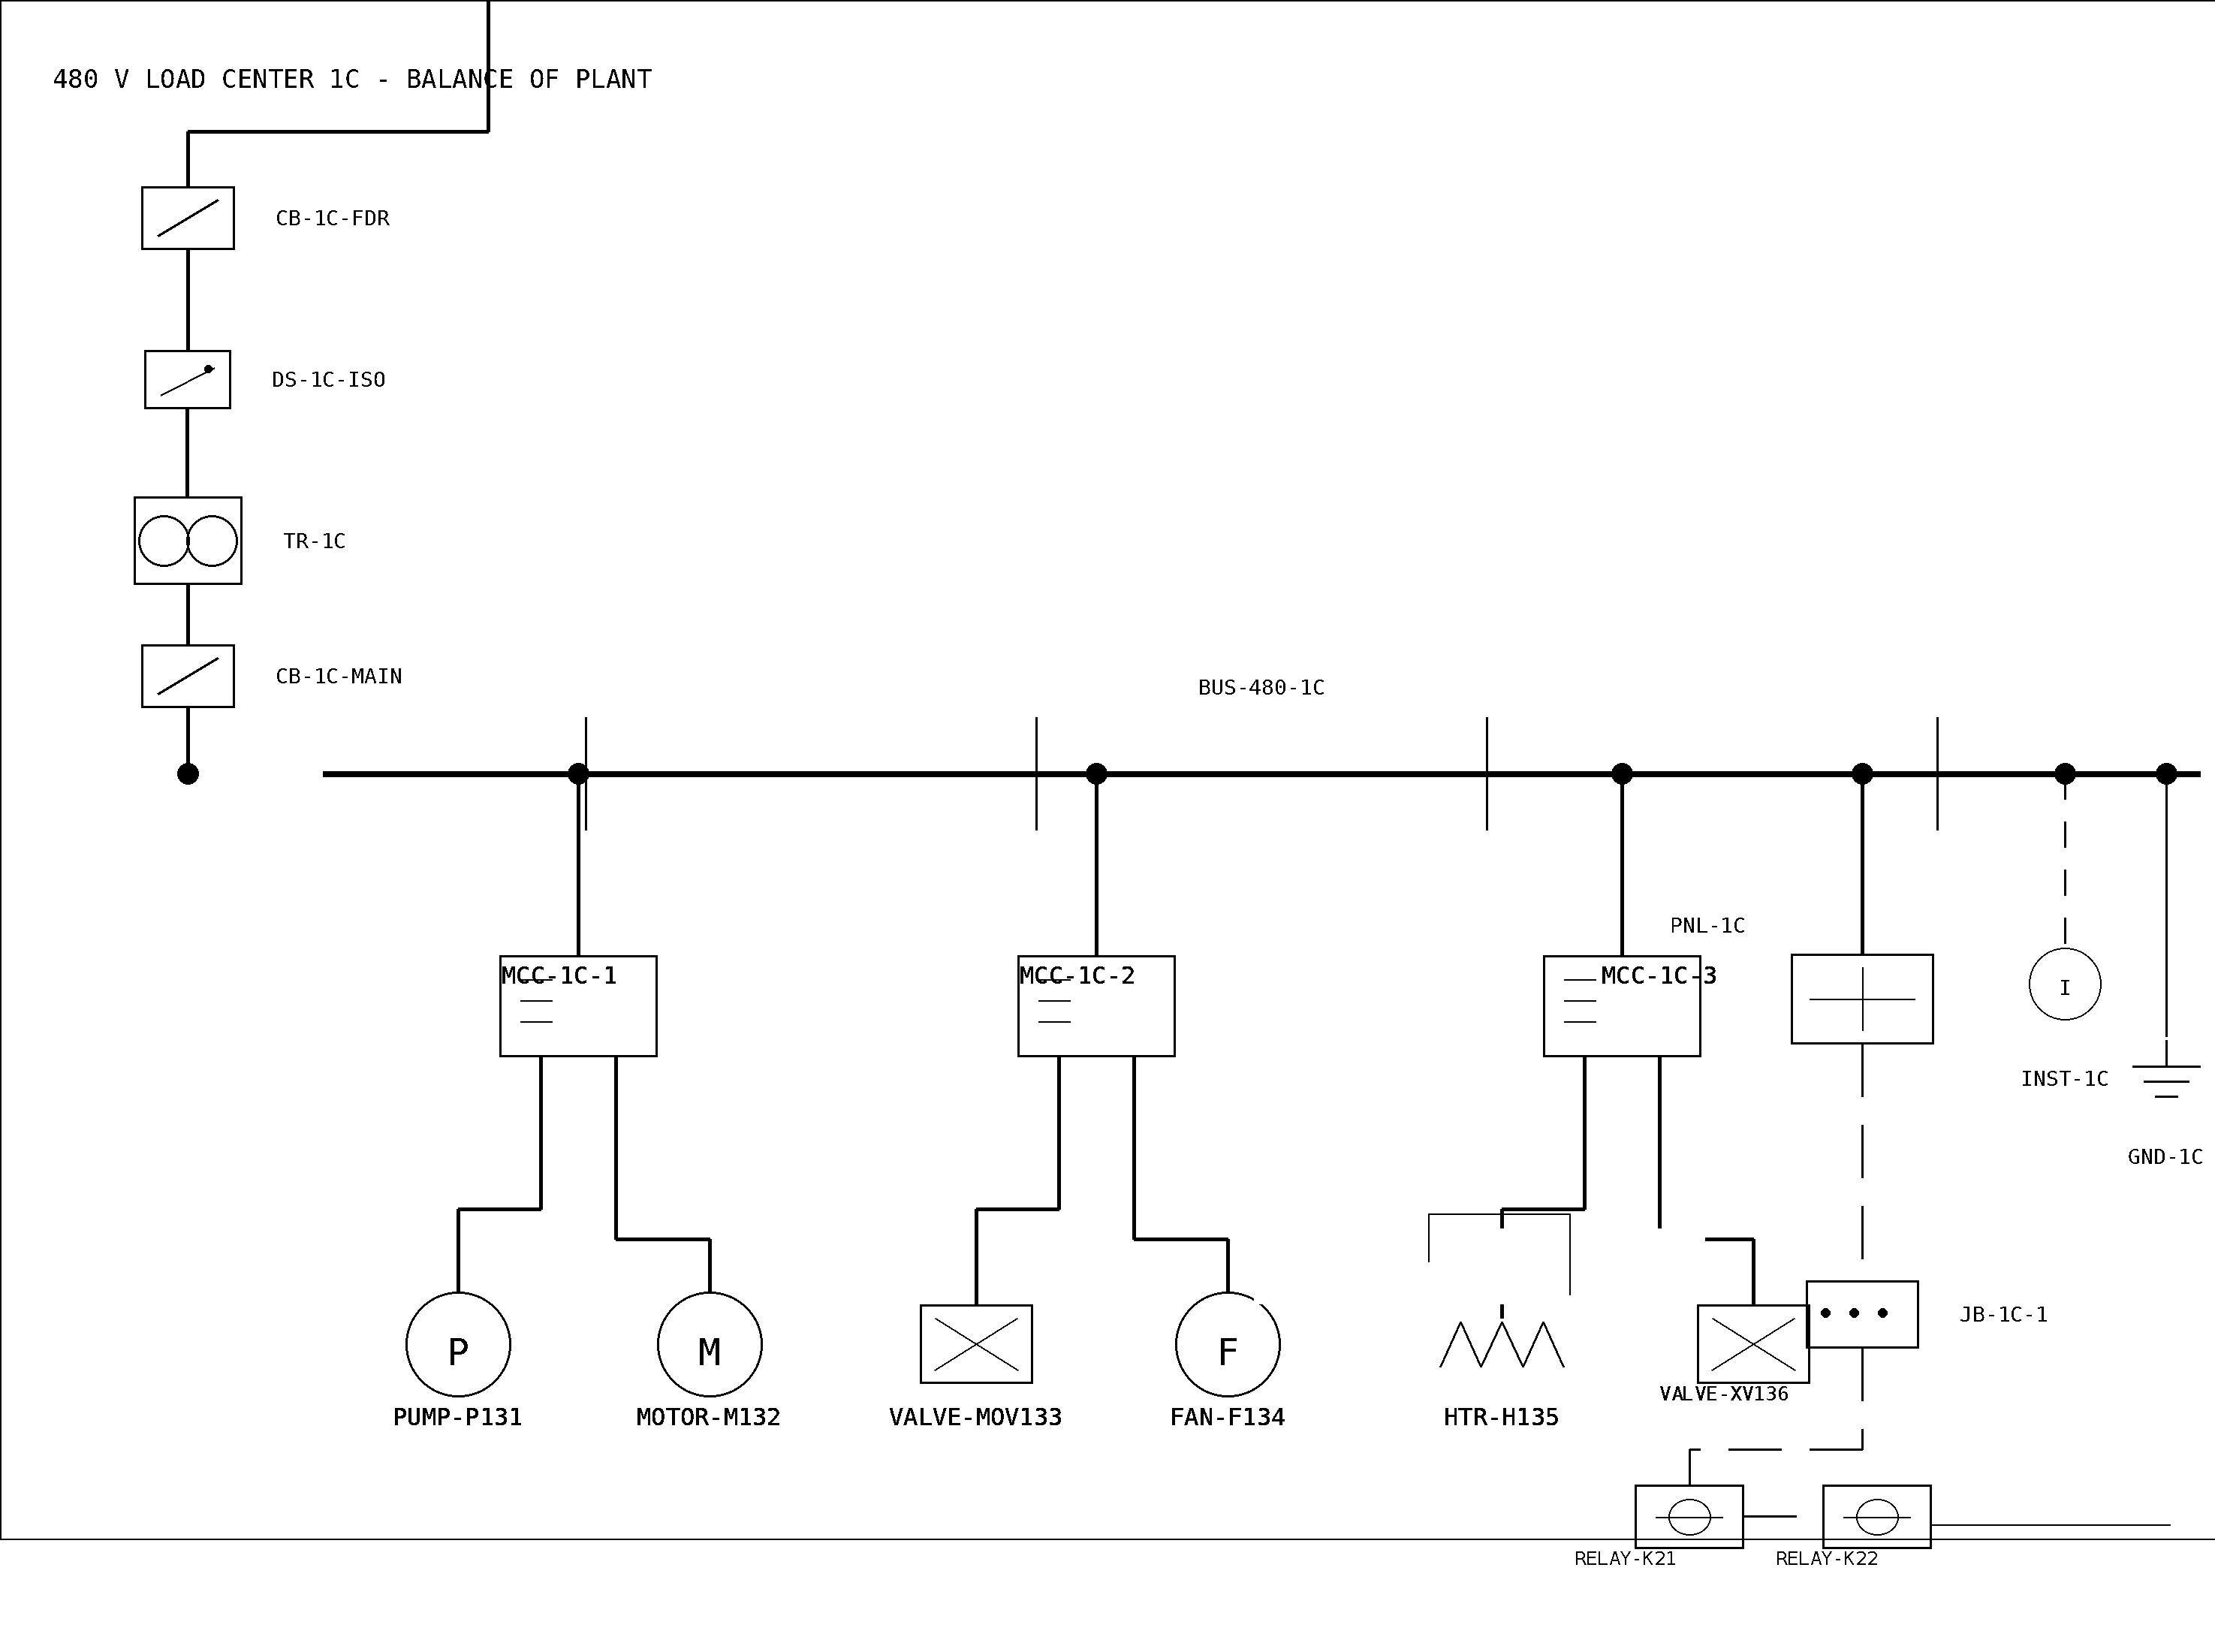 480 V LOAD CENTER 1C - BALANCE OF PLANT
CB-1C-FDR
DS-1C-ISO
TR-1C
CB-1C-MAIN
BUS-480-1C
PNL-1C
MCC-1C-1
MCC-1C-2
MCC-1C-3
I
INST-1C
GND-1C
JB-1C-1
P
M
F
VALVE-XV136
PUMP-P131
MOTOR-M132
VALVE-MOV133
FAN-F134
HTR-H135
RELAY-K21
RELAY-K22